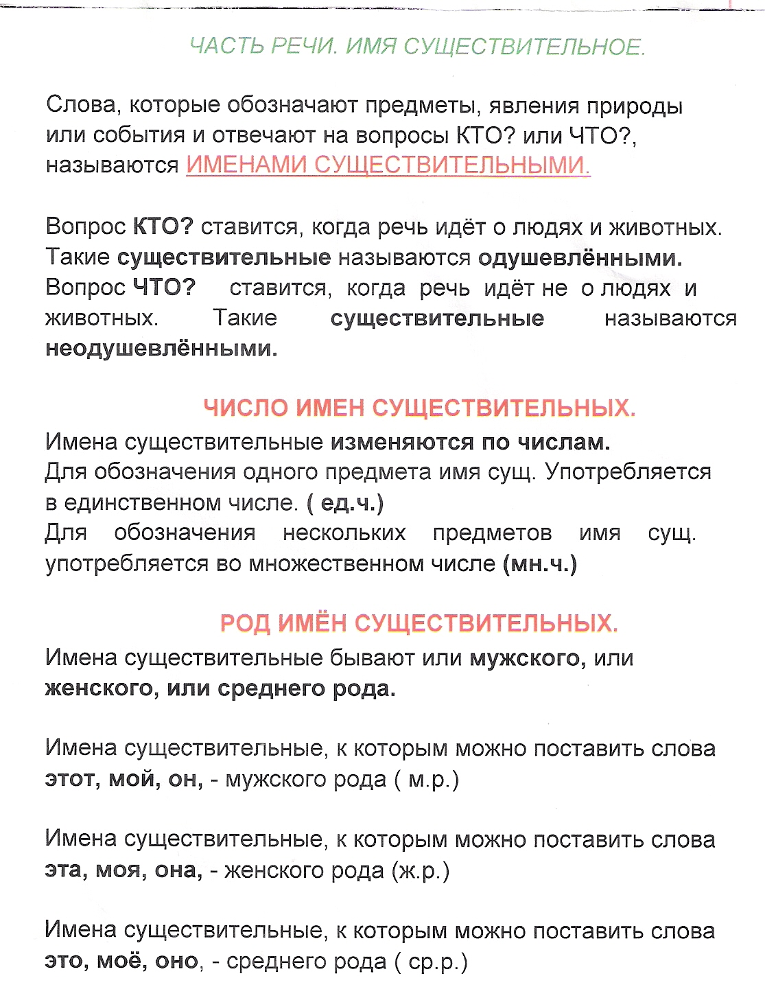 ЧАСТЬ РЕЧИ. ИМЯ СУЩЕСТВИТЕЛЬНОЕ.
Слова, которые обозначают предметы, явления природы
или события и отвечают на вопросы КТО? или ЧТО?,
называются ИМЕНАМИ СУЩЕСТВИТЕЛЬНЫМИ.
Вопрос КТО? ставится, когда речь идёт о людях и животных.
Такие существительные называются одушевлёнными.
Вопрос ЧТО? ставится, когда речь идёт не о людях и
животных. Такие существительные называются
неодушевлёнными.
ЧИСЛО ИМЕН СУЩЕСТВИТЕЛЬНЫХ.
Имена существительные изменяются по числам.
Для обозначения одного предмета имя сущ. Употребляется
в единственном числе. ( ед.ч.)
Для обозначения нескольких предметов имя сущ.
употребляется во множественном числе (мн.ч.)
РОД ИМЁН СУЩЕСТВИТЕЛЬНЫХ.
Имена существительные бывают или мужского, или
женского, или среднего рода.
Имена существительные, к которым можно поставить слова
этот, мой, он, - мужского рода ( м.р.)
Имена существительные, к которым можно поставить слова
эта, моя, она, - женского рода (ж.р.)
Имена существительные, к которым можно поставить слова
это, моё, оно, - среднего рода ( ср.р.)